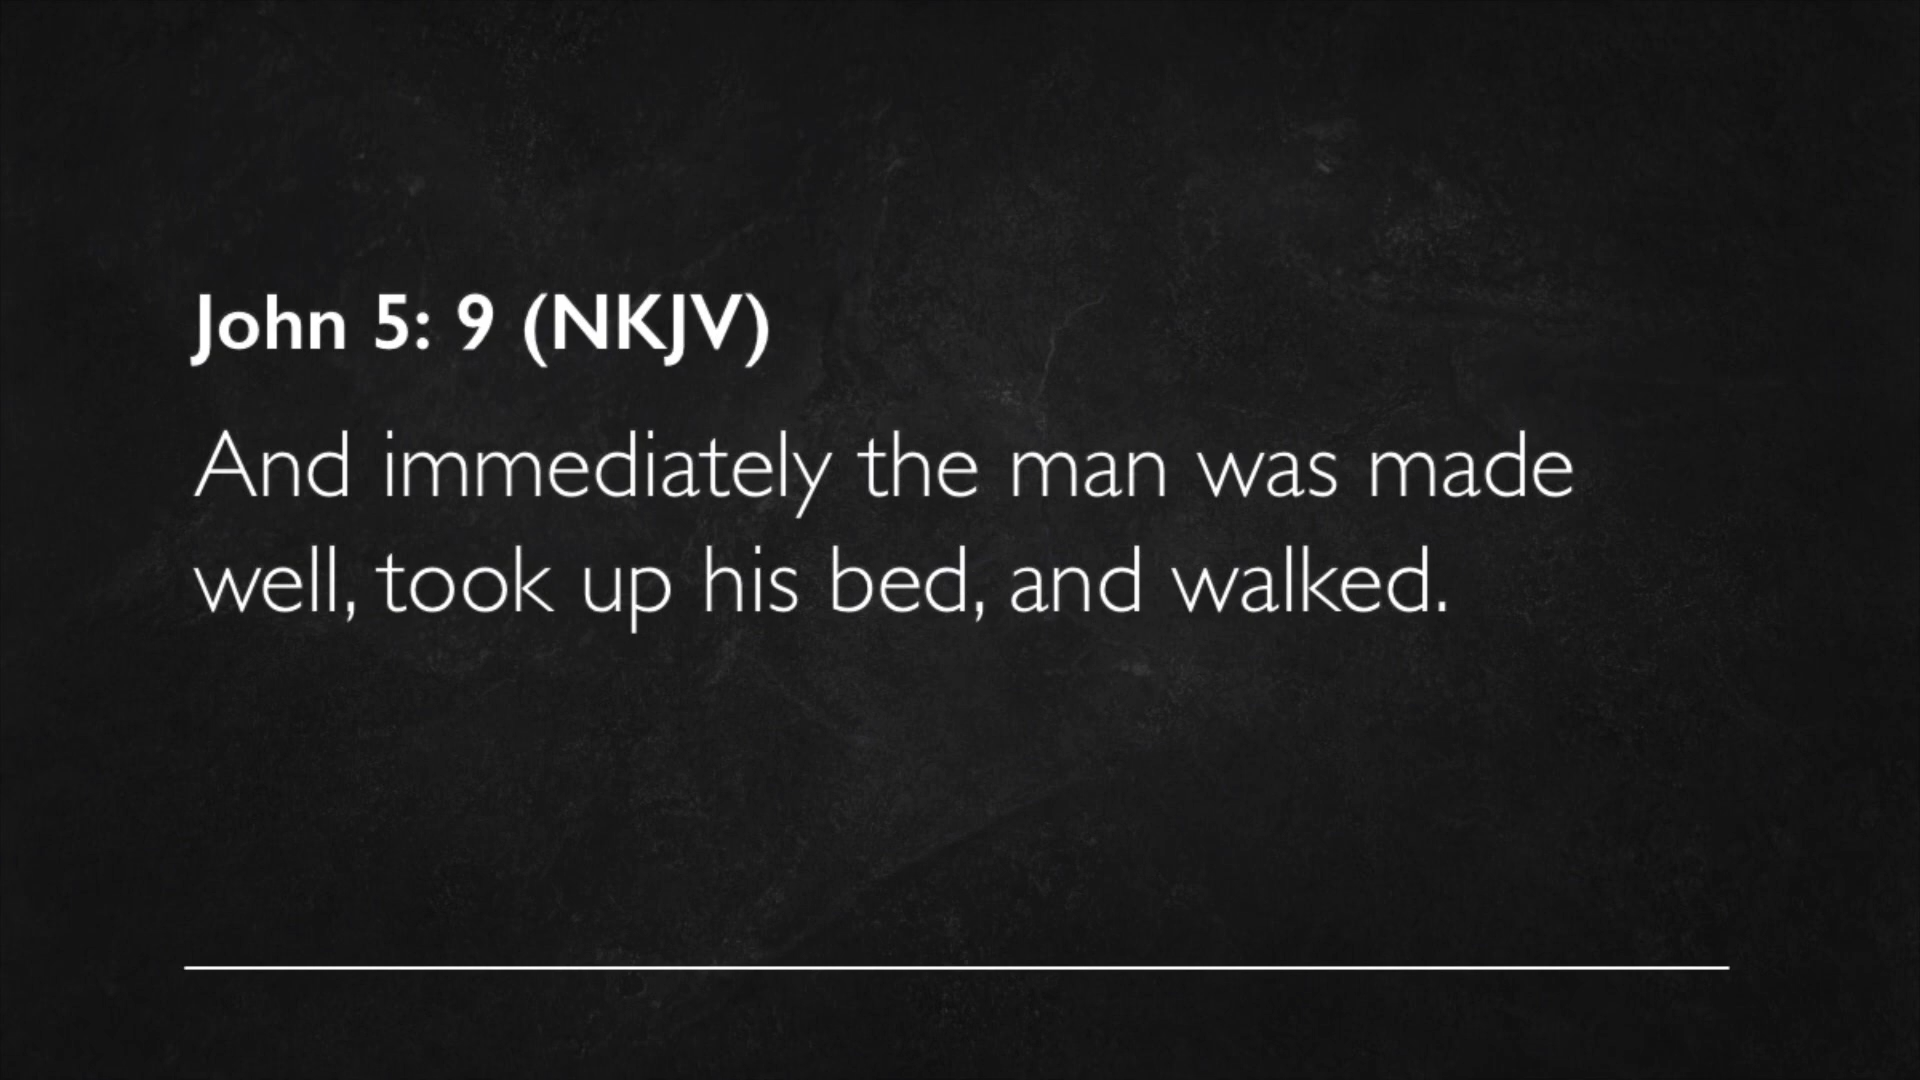 John 5: 9 (NKJV)
And immediately the man was made
well, took up his bed, and walked.